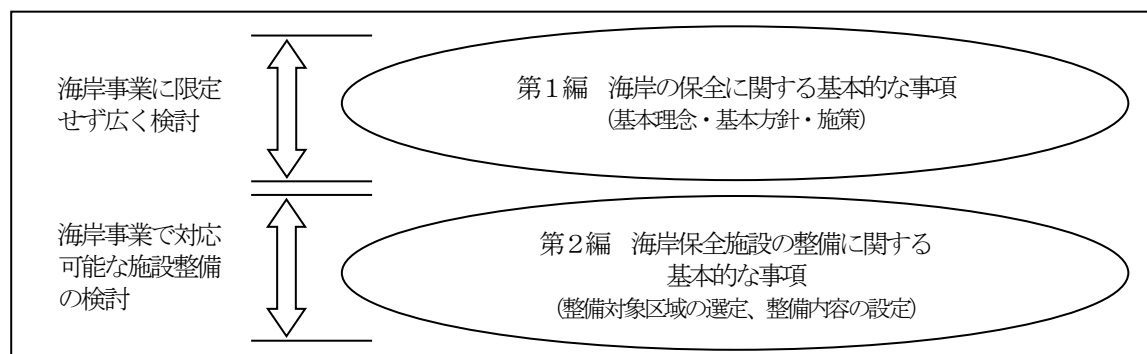 海岸事業に限定
せず広く検討
第1編　海岸の保全に関する基本的な事項
（基本理念・基本方針・施策）
海岸事業で対応
可能な施設整備
の検討
第2編　海岸保全施設の整備に関する
基本的な事項
（整備対象区域の選定、整備内容の設定）